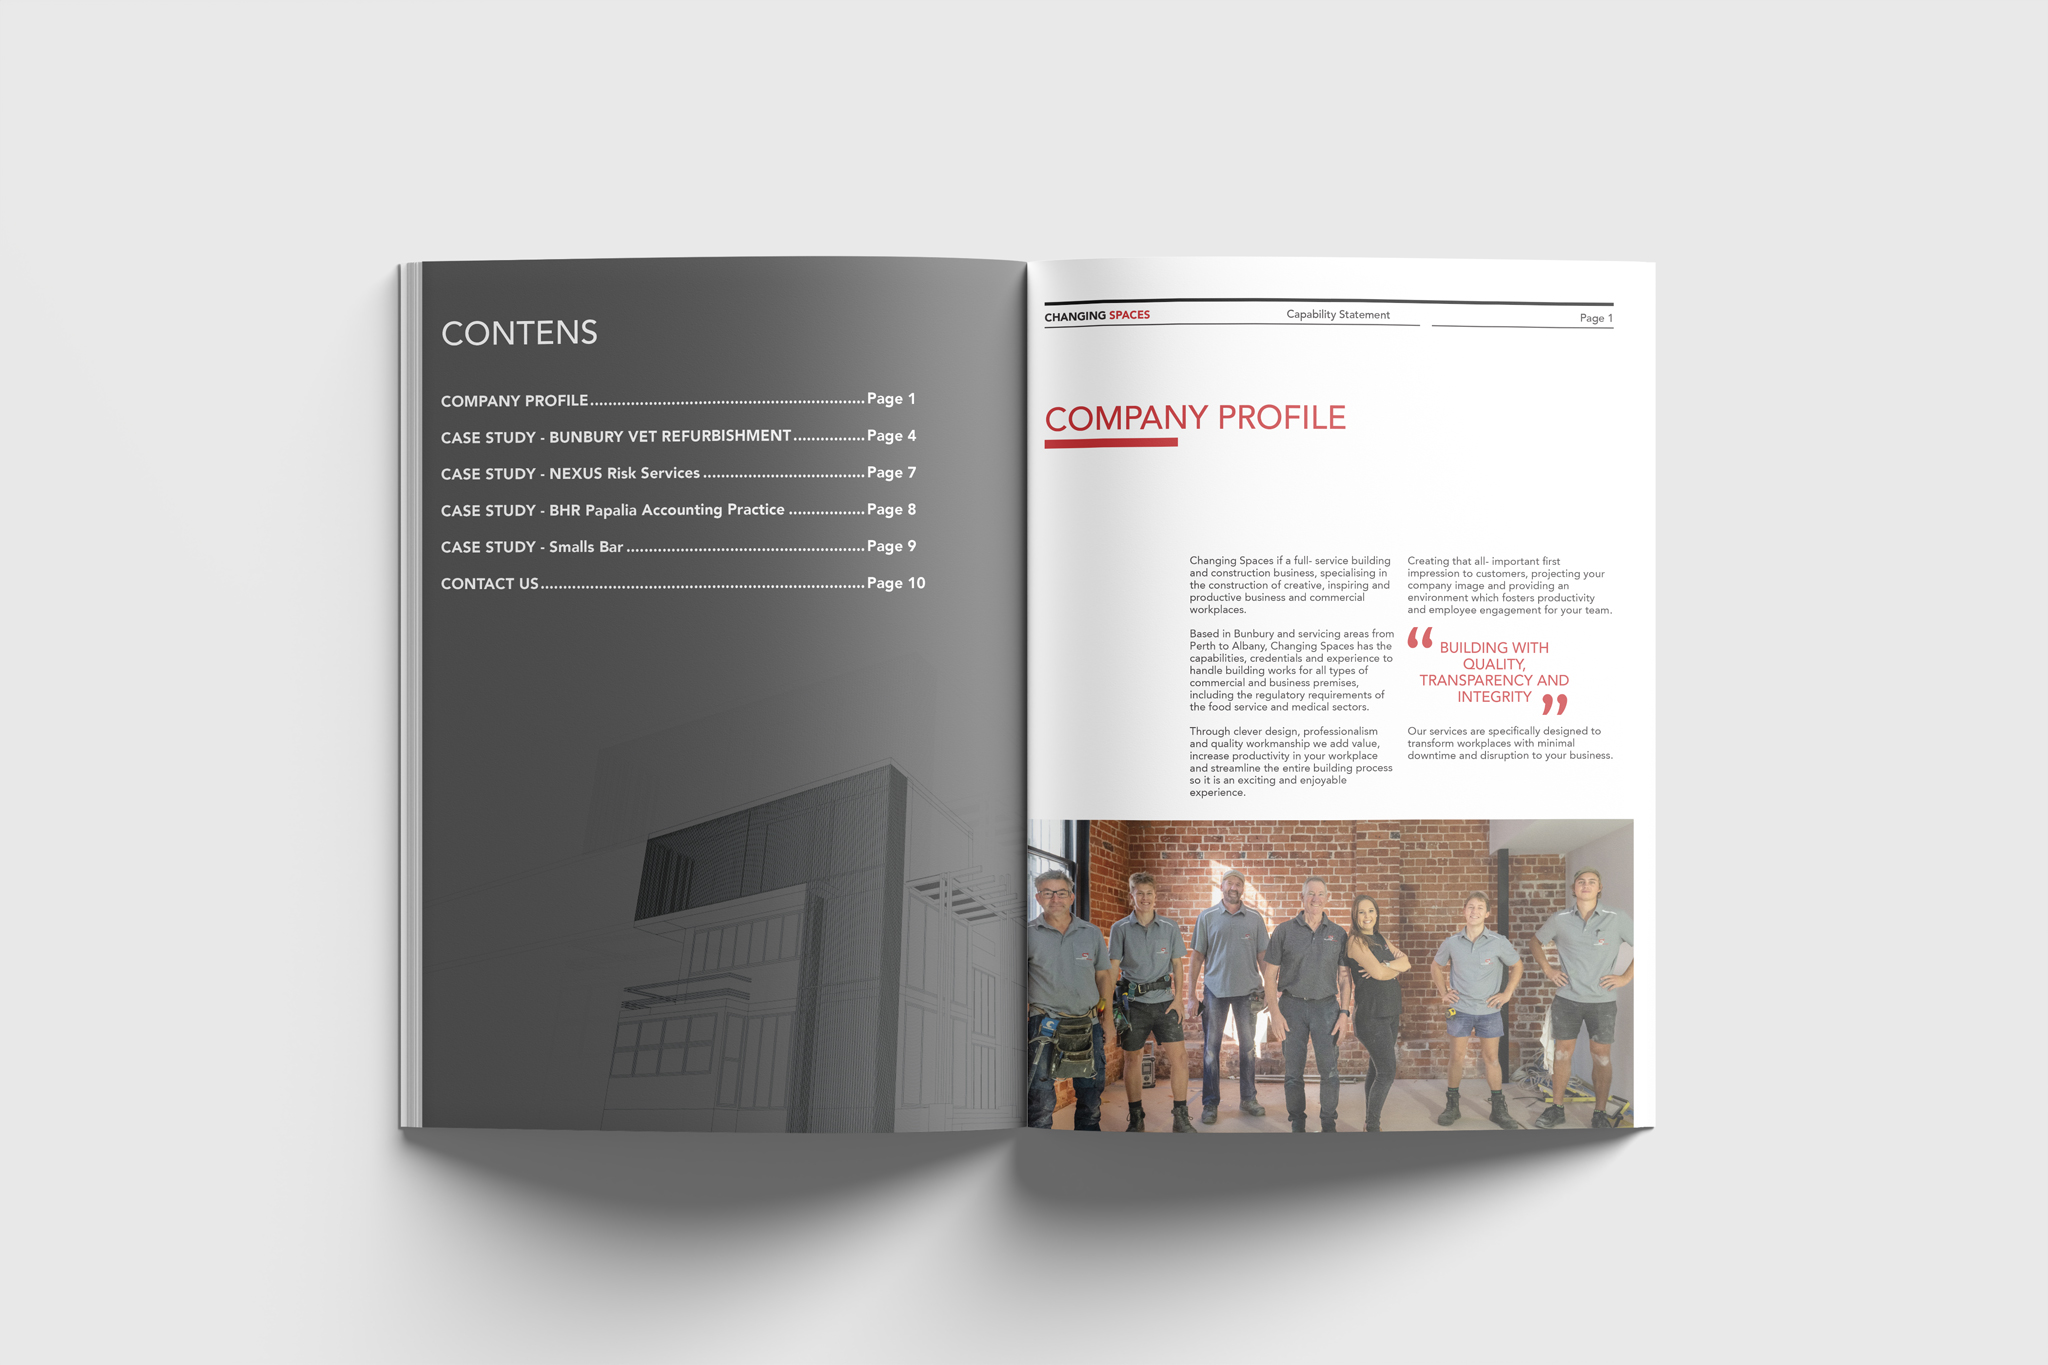 CONTENS
COMPANY PROFILE............................................................Page 1
CASE STUDY - BUNBURY VET REFURBISHMENT................Page 4
CASE STUDY - NEXUS Risk Services ....................................Page 7
CASE STUDY - BHR Papalia Accounting Practice .................Page 8
CASE STUDY - Smalls Bar .....................................................Page 9
CONTACT US........................................................................Page 10
CHANGING SPACES
Capability Statement
Page 1
COMPANY PROFILE
Changing Spaces if a full- service building
and construction business, specialising in
the construction of creative, inspiring and
productive business and commercial
workplaces.
Based in Bunbury and servicing areas from
Perth to Albany, Changing Spaces has the
capabilities, credentials and experience to
handle building works for all types of
commercial and business premises,
including the regulatory requirements of
the food service and medical sectors.
Through clever design, professionalism
and quality workmanship we add value,
increase productivity in your workplace
and streamline the entire building process
so it is an exciting and enjoyable
experience.
Creating that all- important first
impression to customers, projecting your
company image and providing an
environment which fosters productivity
and employee engagement for your team.
“ BUILDING WITH
QUALITY,
TRANSPARENCY AND
INTEGRITY ”
Our services are specifically designed to
transform workplaces with minimal
downtime and disruption to your business.